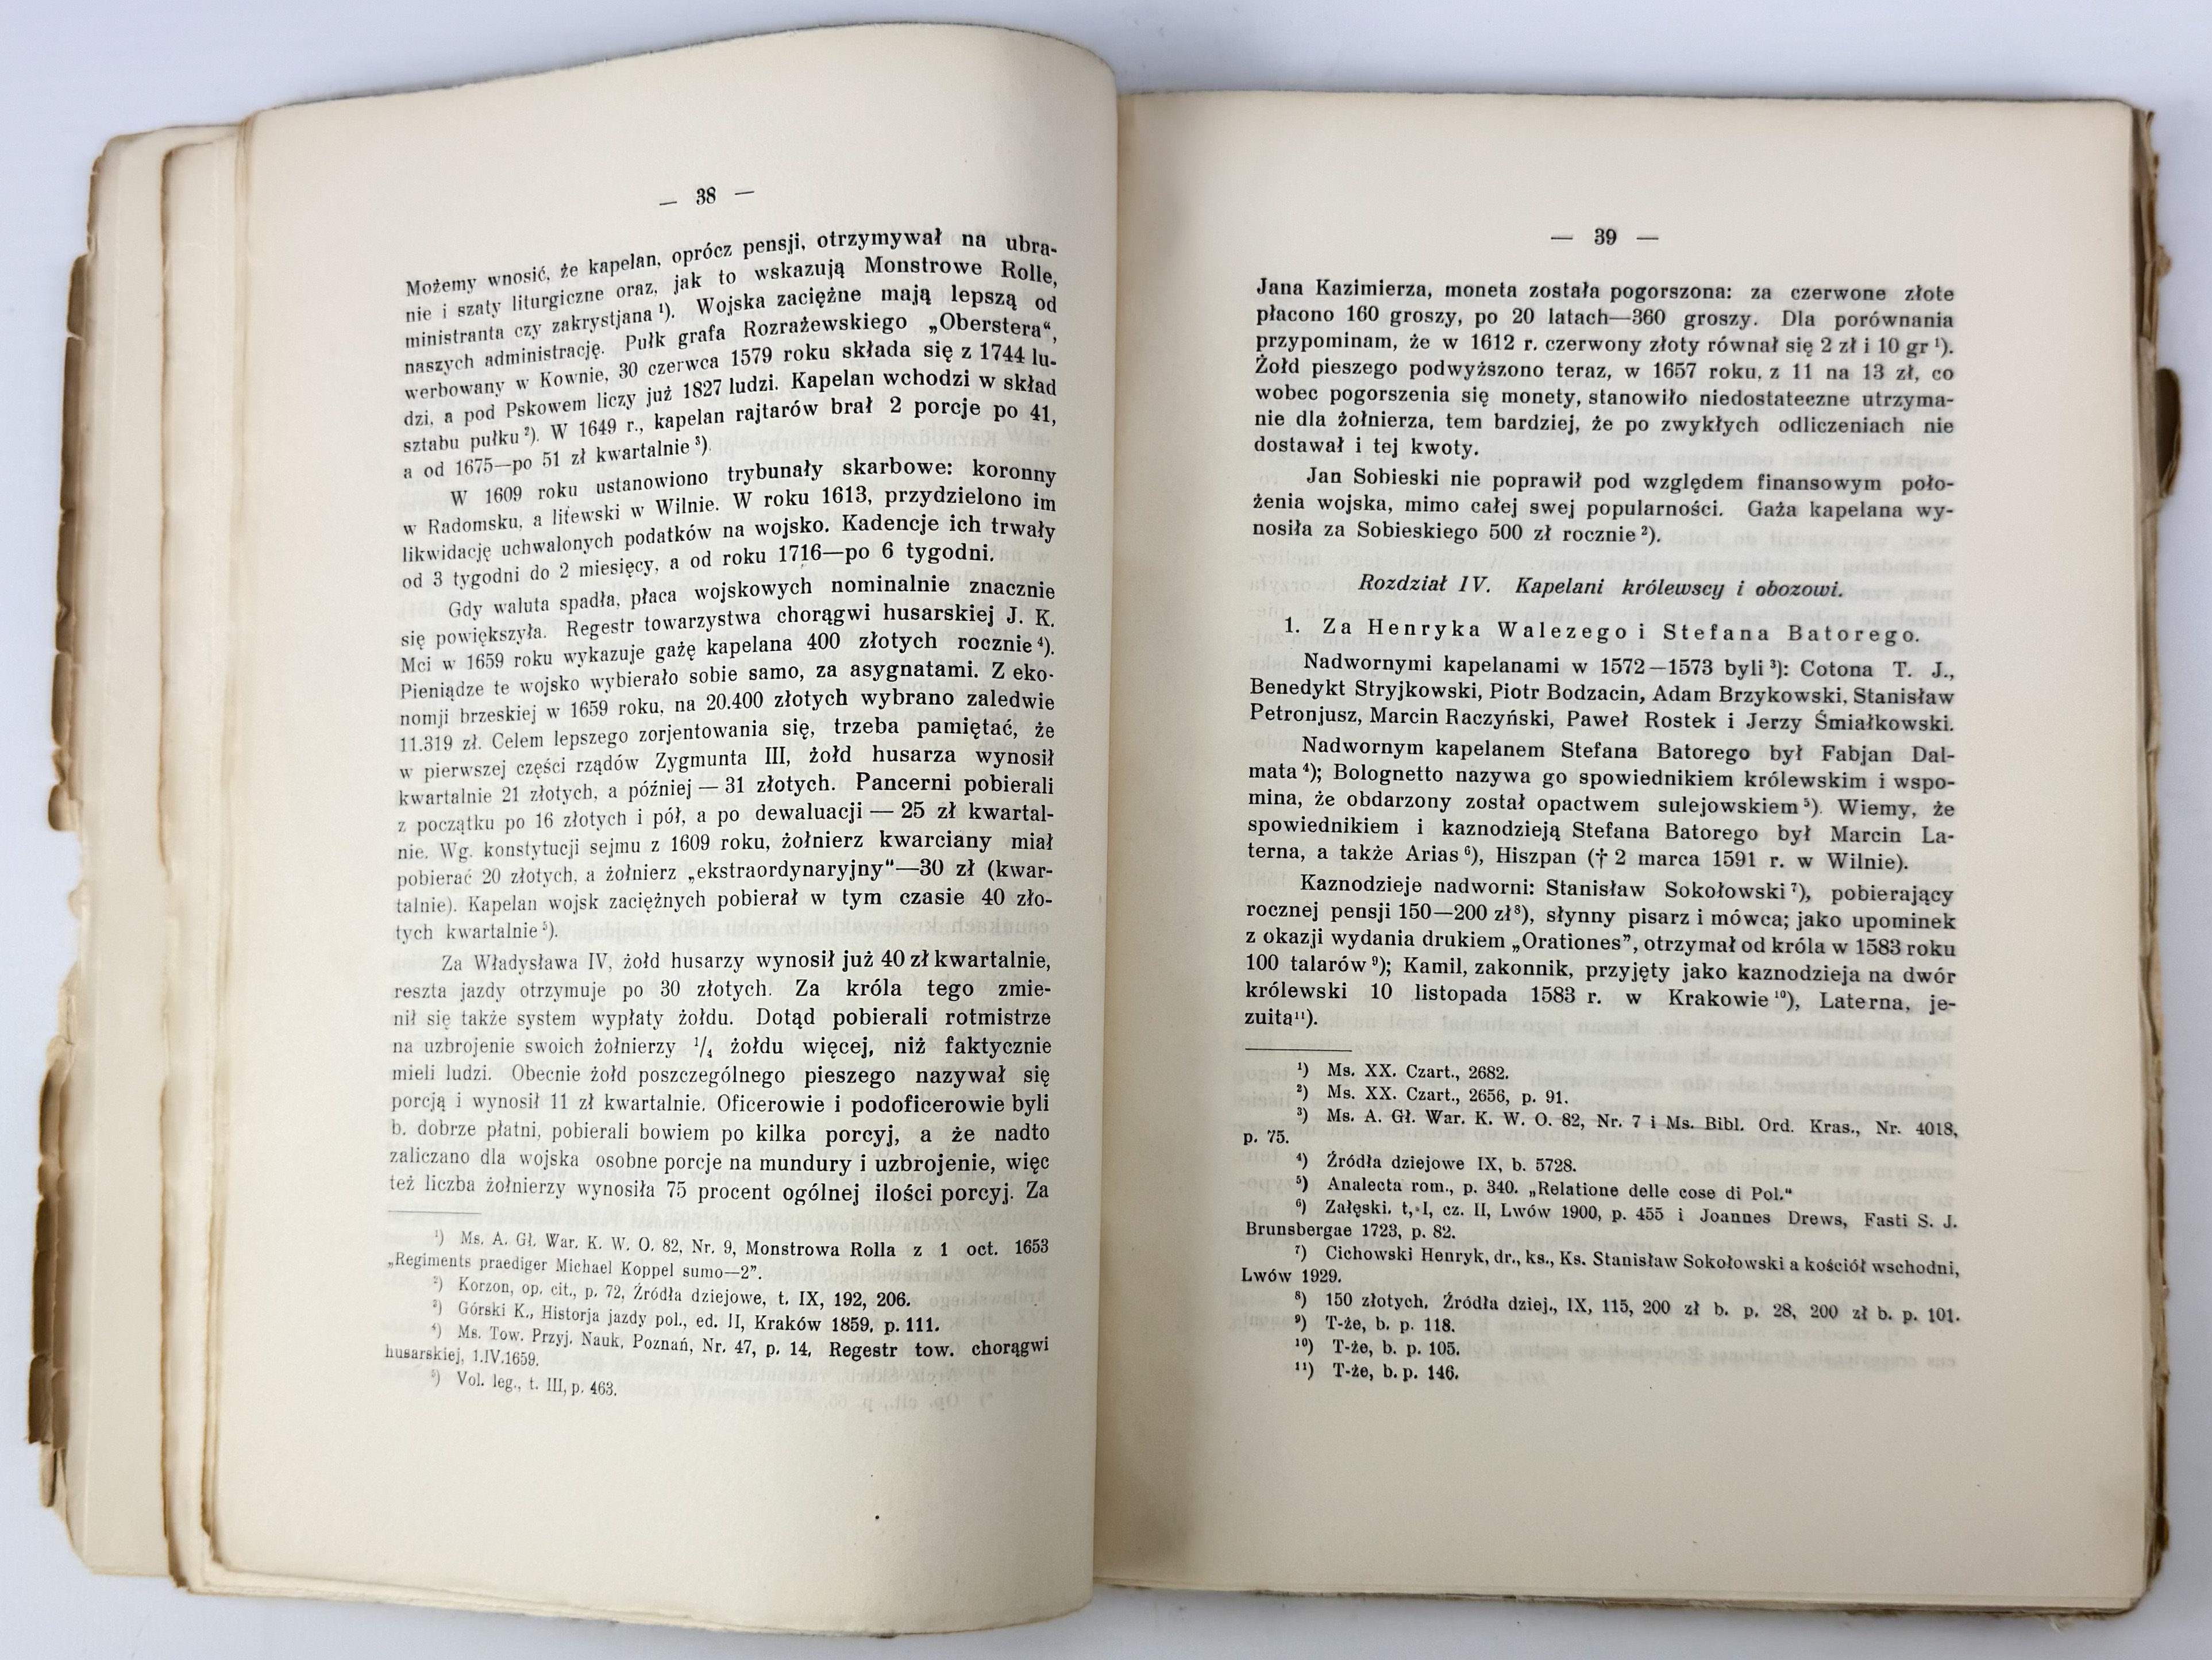 — 38 —
Możemy wnosić, że kapelan, oprócz pensji, otrzymywał na ubra-
nie i szaty liturgiczne oraz, jak to wskazują Monstrowe Rolle,
ministranta czy zakrystjana ¹). Wojska zaciężne mają lepszą od
naszych administrację. Pułk grafa Rozrażewskiego „Oberstera“,
werbowany w Kownie, 30 czerwca 1579 roku składa się z 1744 lu-
dzi, a pod Pskowem liczy już 1827 ludzi. Kapelan wchodzi w skład
sztabu pułku ²). W 1649 r., kapelan rajtarów brał 2 porcje po 41,
a od 1675—po 51 zł kwartalnie ³).
W 1609 roku ustanowiono trybunały skarbowe: koronny
w Radomsku, a litewski w Wilnie. W roku 1613, przydzielono im
likwidację uchwalonych podatków na wojsko. Kadencje ich trwały
od 3 tygodni do 2 miesięcy, a od roku 1716—po 6 tygodni.
Gdy waluta spadła, płaca wojskowych nominalnie znacznie
się powiększyła. Regestr towarzystwa chorągwi husarskiej J. K.
Mci w 1659 roku wykazuje gażę kapelana 400 złotych rocznie ⁴).
Pieniądze te wojsko wybierało sobie samo, za asygnatami. Z eko-
nomji brzeskiej w 1659 roku, na 20.400 złotych wybrano zaledwie
11.319 zł. Celem lepszego zorjentowania się, trzeba pamiętać, że
w pierwszej części rządów Zygmunta III, żołd husarza wynosił
kwartalnie 21 złotych, a później — 31 złotych. Pancerni pobierali
z początku po 16 złotych i pół, a po dewaluacji — 25 zł kwartal-
nie. Wg. konstytucji sejmu z 1609 roku, żołnierz kwarciany miał
pobierać 20 złotych, a żołnierz „ekstraordynaryjny“—30 zł (kwar-
talnie). Kapelan wojsk zaciężnych pobierał w tym czasie 40 zło-
tych kwartalnie ⁵).
Za Władysława IV, żołd husarzy wynosił już 40 zł kwartalnie,
reszta jazdy otrzymuje po 30 złotych. Za króla tego zmie-
nił się także system wypłaty żołdu. Dotąd pobierali rotmistrze
na uzbrojenie swoich żołnierzy ¹/₄ żołdu więcej, niż faktycznie
mieli ludzi. Obecnie żołd poszczególnego pieszego nazywał się
porcją i wynosił 11 zł kwartalnie. Oficerowie i podoficerowie byli
b. dobrze płatni, pobierali bowiem po kilka porcyj, a że nadto
zaliczano dla wojska osobne porcje na mundury i uzbrojenie, więc
też liczba żołnierzy wynosiła 75 procent ogólnej ilości porcyj. Za
¹) Ms. A. Gł. War. K. W. O. 82, Nr. 9, Monstrowa Rolla z 1 oct. 1653
„Regiments praediger Michael Koppel sumo—2”.
²) Korzon, op. cit., p. 72, Źródła dziejowe, t. IX, 192, 206.
³) Górski K., Historja jazdy pol., ed. II, Kraków 1859, p. 111.
⁴) Ms. Tow. Przyj. Nauk, Poznań, Nr. 47, p. 14, Regestr tow. chorągwi
husarskiej, 1.IV.1659.
⁵) Vol. leg., t. III, p. 463.
— 39 —
Jana Kazimierza, moneta została pogorszona: za czerwone złote
płacono 160 groszy, po 20 latach—360 groszy. Dla porównania
przypominam, że w 1612 r. czerwony złoty równał się 2 zł i 10 gr ¹).
Żołd pieszego podwyższono teraz, w 1657 roku, z 11 na 13 zł, co
wobec pogorszenia się monety, stanowiło niedostateczne utrzyma-
nie dla żołnierza, tem bardziej, że po zwykłych odliczeniach nie
dostawał i tej kwoty.
Jan Sobieski nie poprawił pod względem finansowym poło-
żenia wojska, mimo całej swej popularności. Gaża kapelana wy-
nosiła za Sobieskiego 500 zł rocznie ²).
Rozdział IV. Kapelani królewscy i obozowi.
1. Za Henryka Walezego i Stefana Batorego.
Nadwornymi kapelanami w 1572—1573 byli ³): Cotona T. J.,
Benedykt Stryjkowski, Piotr Bodzacin, Adam Brzykowski, Stanisław
Petronjusz, Marcin Raczyński, Paweł Rostek i Jerzy Śmiałkowski.
Nadwornym kapelanem Stefana Batorego był Fabjan Dal-
mata ⁴); Bolognetto nazywa go spowiednikiem królewskim i wspo-
mina, że obdarzony został opactwem sulejowskiem ⁵). Wiemy, że
spowiednikiem i kaznodzieją Stefana Batorego był Marcin La-
terna, a także Arias ⁶), Hiszpan († 2 marca 1591 r. w Wilnie).
Kaznodzieje nadworni: Stanisław Sokołowski ⁷), pobierający
rocznej pensji 150—200 zł ⁸), słynny pisarz i mówca; jako upominek
z okazji wydania drukiem „Orationes”, otrzymał od króla w 1583 roku
100 talarów ⁹); Kamil, zakonnik, przyjęty jako kaznodzieja na dwór
królewski 10 listopada 1583 r. w Krakowie ¹⁰), Laterna, je-
zuita ¹¹).
¹) Ms. XX. Czart., 2682.
²) Ms. XX. Czart., 2656, p. 91.
³) Ms. A. Gł. War. K. W. O. 82, Nr. 7 i Ms. Bibl. Ord. Kras., Nr. 4018,
p. 75.
⁴) Źródła dziejowe IX, b. 5728.
⁵) Analecta rom., p. 340. „Relatione delle cose di Pol.“
⁶) Załęski. t, I, cz. II, Lwów 1900, p. 455 i Joannes Drews, Fasti S. J.
Brunsbergae 1723, p. 82.
⁷) Cichowski Henryk, dr., ks., Ks. Stanisław Sokołowski a kościół wschodni,
Lwów 1929.
⁸) 150 złotych, Źródła dziej., IX, 115, 200 zł b. p. 28, 200 zł b. p. 101.
⁹) T-że, b. p. 118.
¹⁰) T-że, b. p. 105.
¹¹) T-że, b. p. 146.